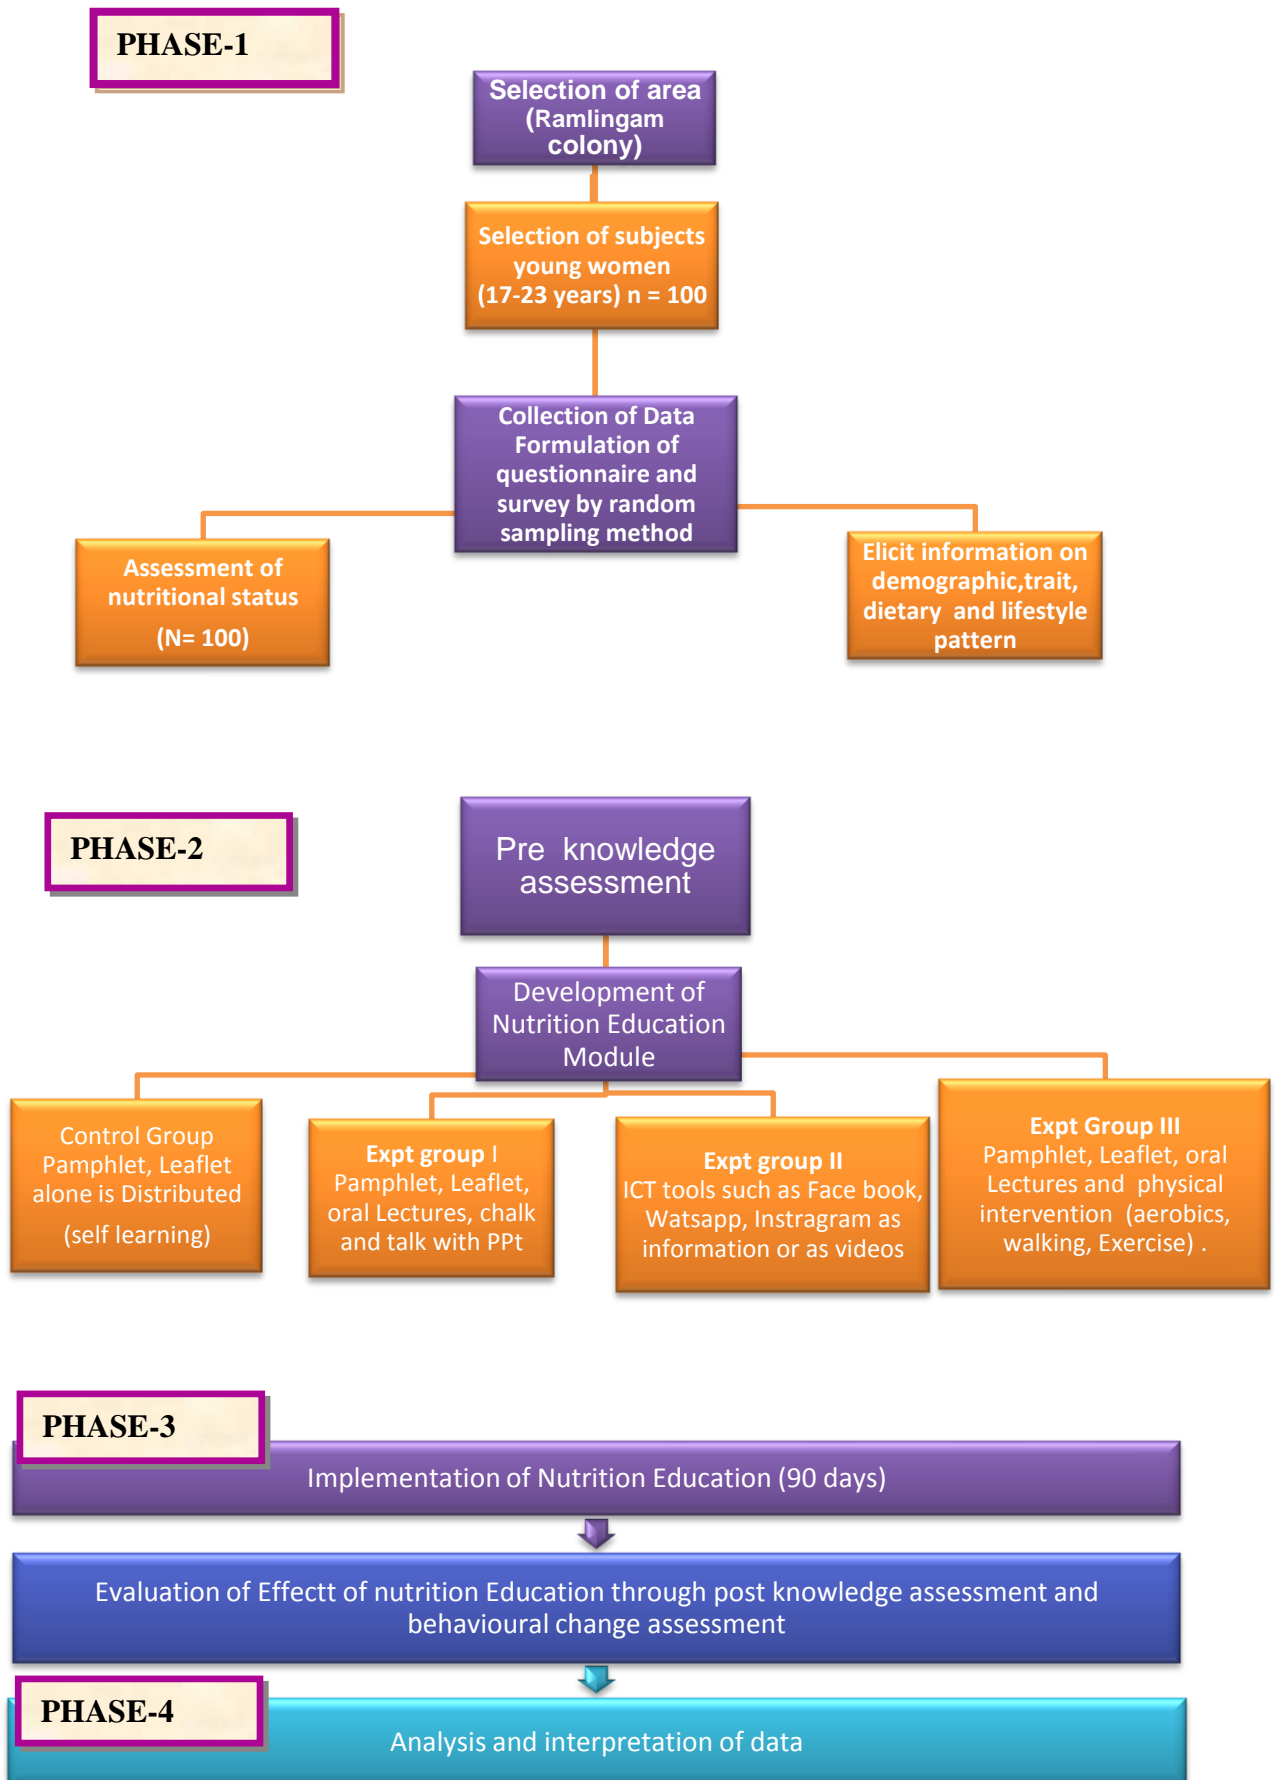 PHASE-1
Selection of area
(Ramlingam
colony)
Selection of subjects
young women
(17-23 years) n = 100
Collection of Data
Formulation of
questionnaire and
survey by random
sampling method
Assessment of
nutritional status
(N= 100)
Elicit information on
demographic,trait,
dietary and lifestyle
pattern
PHASE-2
Pre knowledge
assessment
Development of
Nutrition Education
Module
Control Group
Pamphlet, Leaflet
alone is Distributed
(self learning)
Expt group I
Pamphlet, Leaflet,
oral Lectures, chalk
and talk with PPt
Expt group II
ICT tools such as Face book,
Watsapp, Instragram as
information or as videos
Expt Group III
Pamphlet, Leaflet, oral
Lectures and physical
intervention (aerobics,
walking, Exercise) .
PHASE-3
Implementation of Nutrition Education (90 days)
Evaluation of Effectt of nutrition Education through post knowledge assessment and
behavioural change assessment
PHASE-4
Analysis and interpretation of data